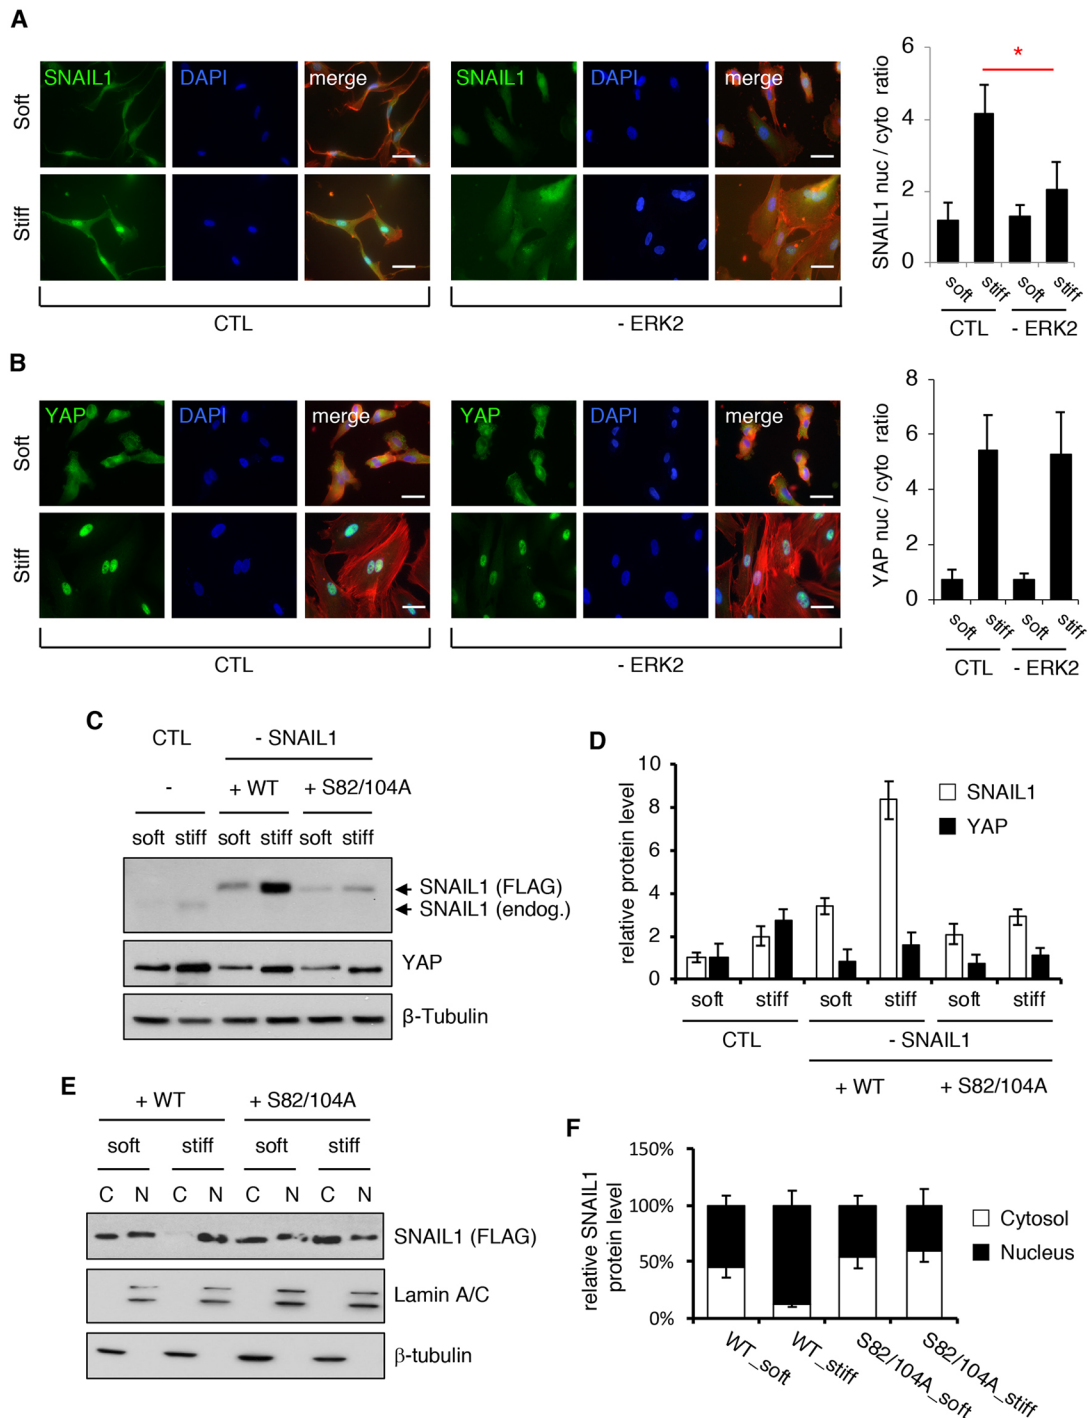 A
SNAIL1 DAPI merge SNAIL1 DAPI merge
Soft
Stiff
CTL - ERK2
SNAIL1 nuc / cyto ratio
6
4
2
0
*
soft stiff soft stiff
CTL - ERK2
B
YAP DAPI merge YAP DAPI merge
Soft
Stiff
CTL - ERK2
YAP nuc / cyto ratio
8
6
4
2
0
soft stiff soft stiff
CTL - ERK2
C
CTL - SNAIL1
- + WT + S82/104A
soft stiff soft stiff soft stiff
SNAIL1 (FLAG)
SNAIL1 (endog.)
YAP
β-Tubulin
D
relative protein level
10
8
6
4
2
0
SNAIL1
YAP
soft stiff soft stiff soft stiff
CTL - SNAIL1
+ WT + S82/104A
E
+ WT + S82/104A
soft stiff soft stiff
C N C N C N C N
SNAIL1 (FLAG)
Lamin A/C
β-tubulin
F
relative SNAIL1
protein level
150%
100%
50%
0%
Cytosol
Nucleus
WT_soft
WT_stiff
S82/104A_soft
S82/104A_stiff